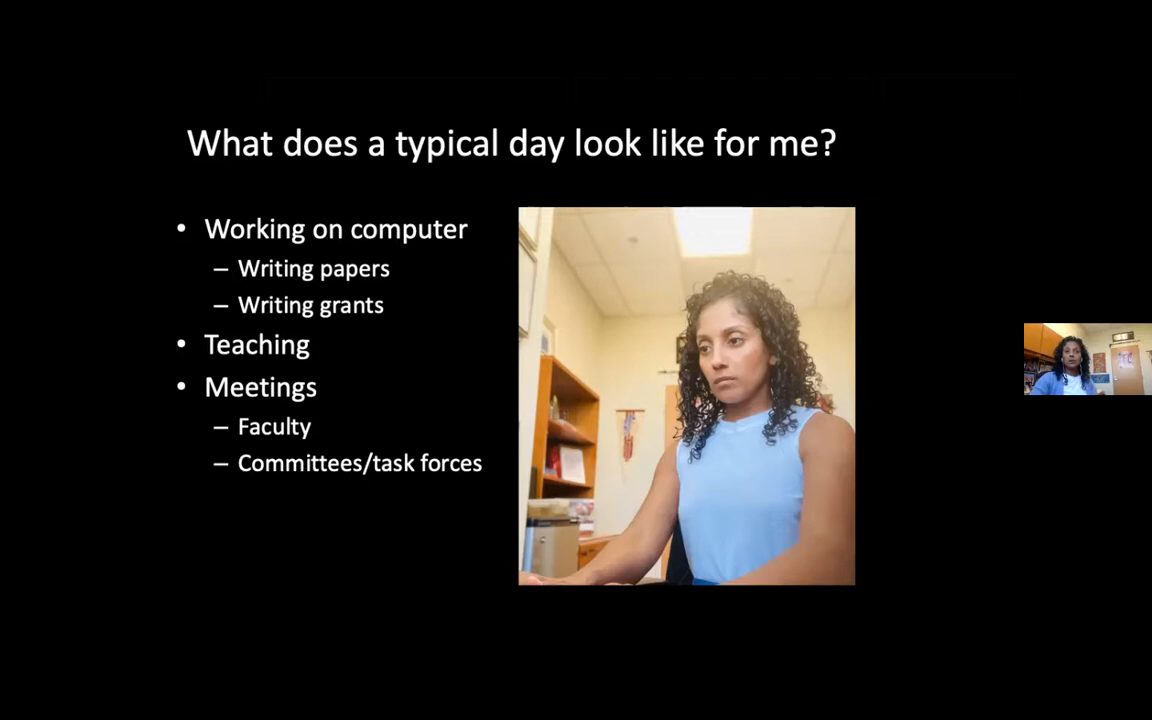 What does a typical day look like for me?
• Working on computer
– Writing papers
– Writing grants
• Teaching
• Meetings
– Faculty
– Committees/task forces